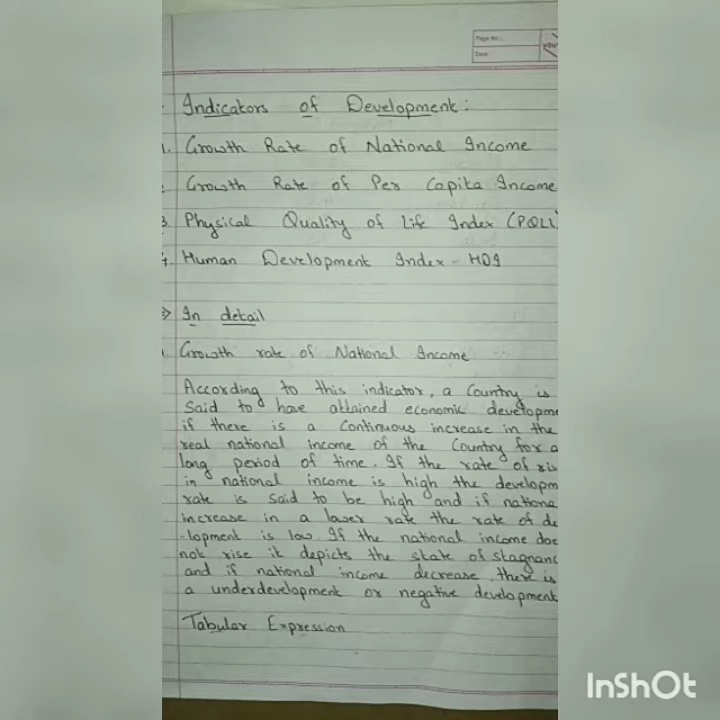 Page No.:
Date:
Indicators of Development:
1. Growth Rate of National Income
2. Growth Rate of Per Capita Income
3. Physical Quality of Life Index (PQLI)
4. Human Development Index - HDI
In detail
1. Growth rate of National Income
According to this indicator, a Country is
Said to have attained economic developme
if there is a continuous increase in the
real national income of the Country for a
long period of time. If the rate of ris
in national income is high the developm
rate is said to be high and if nationa
increase in a laser rate the rate of de
-lopment is low. If the national income doe
not rise it depicts the state of stagnanc
and if national income decrease, there is
a underdevelopment or negative development
Tabular Expression
InShOt